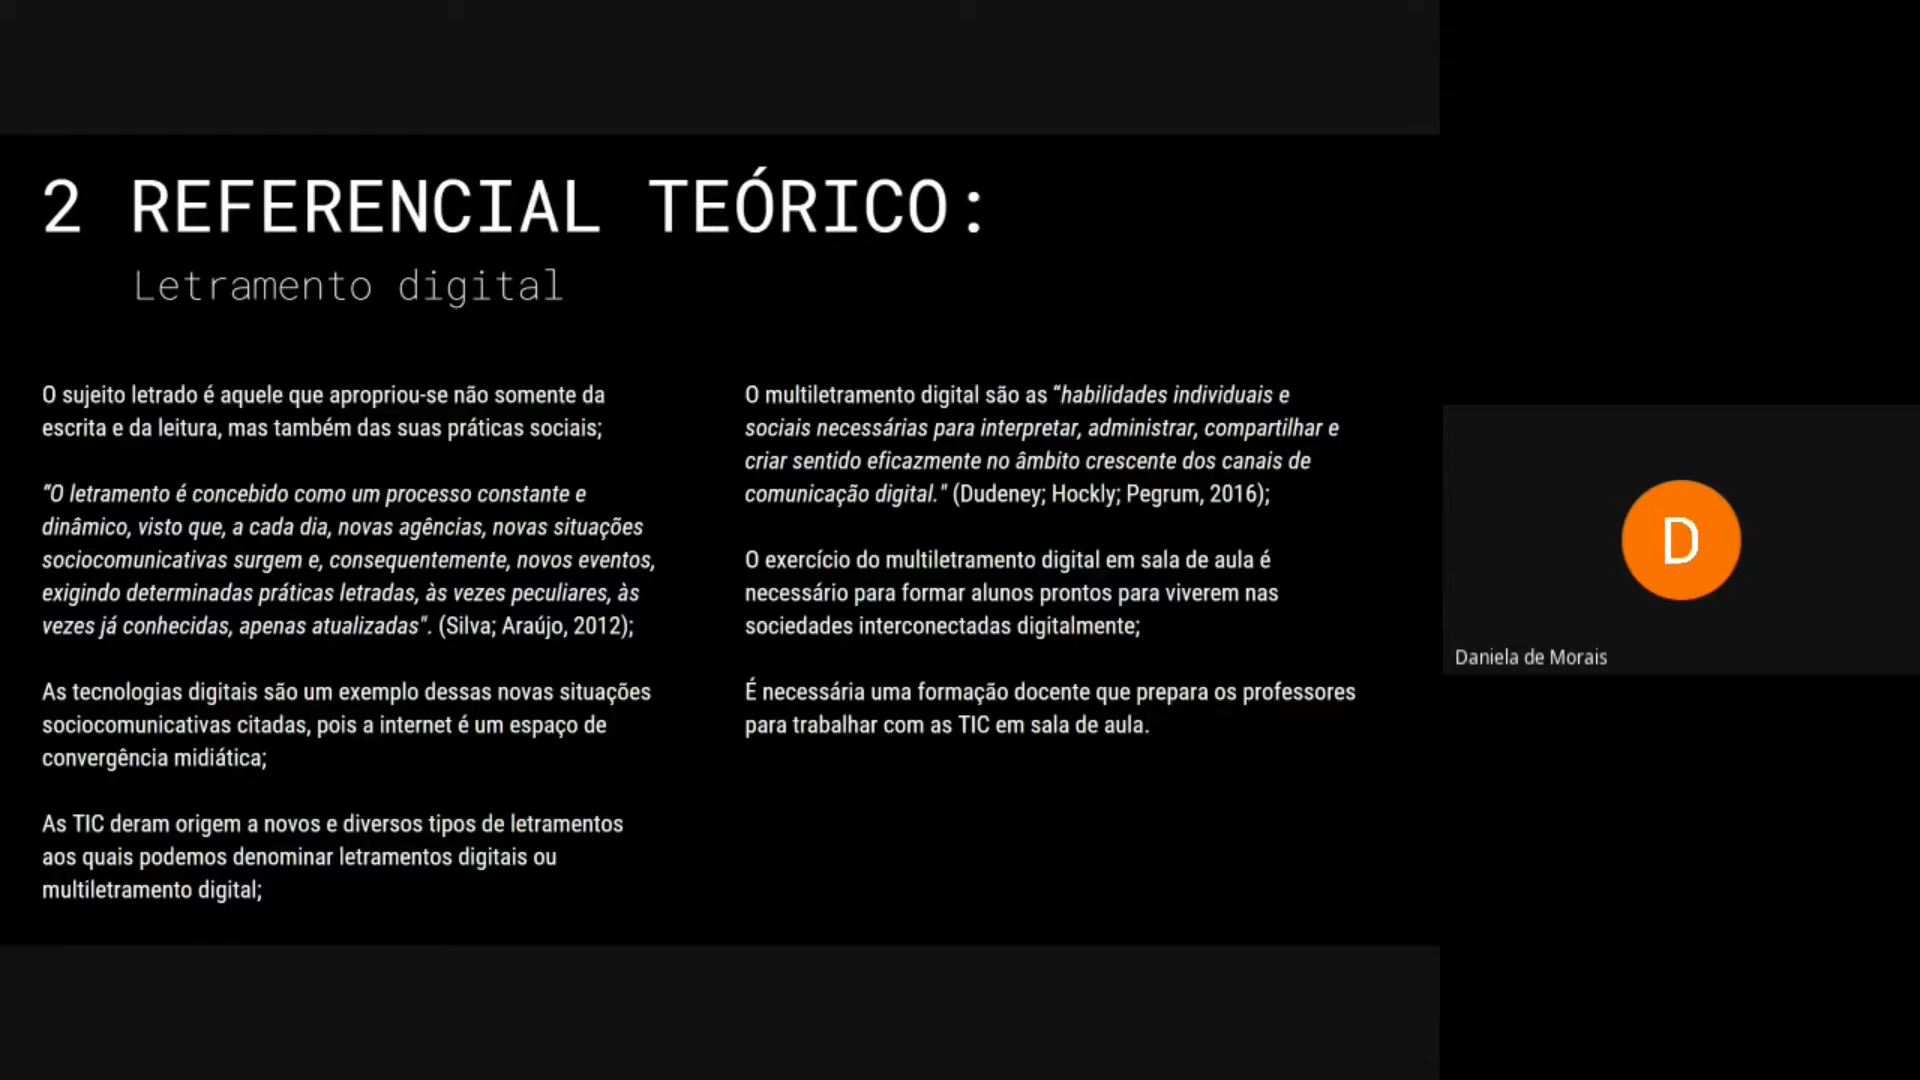 2 REFERENCIAL TEÓRICO:
Letramento digital
O sujeito letrado é aquele que apropriou-se não somente da
escrita e da leitura, mas também das suas práticas sociais;
“O letramento é concebido como um processo constante e
dinâmico, visto que, a cada dia, novas agências, novas situações
sociocomunicativas surgem e, consequentemente, novos eventos,
exigindo determinadas práticas letradas, às vezes peculiares, às
vezes já conhecidas, apenas atualizadas". (Silva; Araújo, 2012);
As tecnologias digitais são um exemplo dessas novas situações
sociocomunicativas citadas, pois a internet é um espaço de
convergência midiática;
As TIC deram origem a novos e diversos tipos de letramentos
aos quais podemos denominar letramentos digitais ou
multiletramento digital;
O multiletramento digital são as “habilidades individuais e
sociais necessárias para interpretar, administrar, compartilhar e
criar sentido eficazmente no âmbito crescente dos canais de
comunicação digital." (Dudeney; Hockly; Pegrum, 2016);
O exercício do multiletramento digital em sala de aula é
necessário para formar alunos prontos para viverem nas
sociedades interconectadas digitalmente;
É necessária uma formação docente que prepara os professores
para trabalhar com as TIC em sala de aula.
D
Daniela de Morais